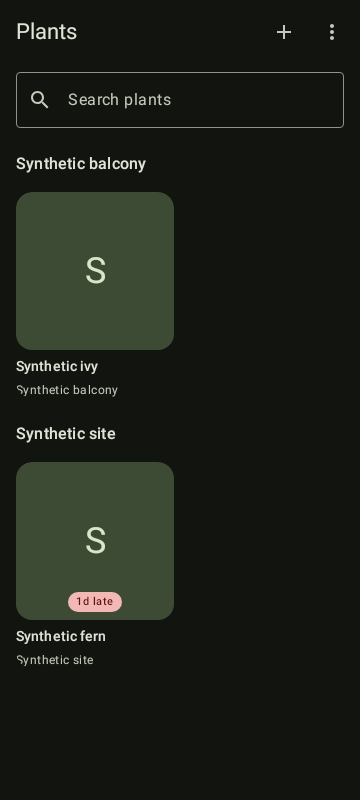 Plants
Search plants
Synthetic balcony
S
Synthetic ivy
Synthetic balcony
Synthetic site
S
1d late
Synthetic fern
Synthetic site